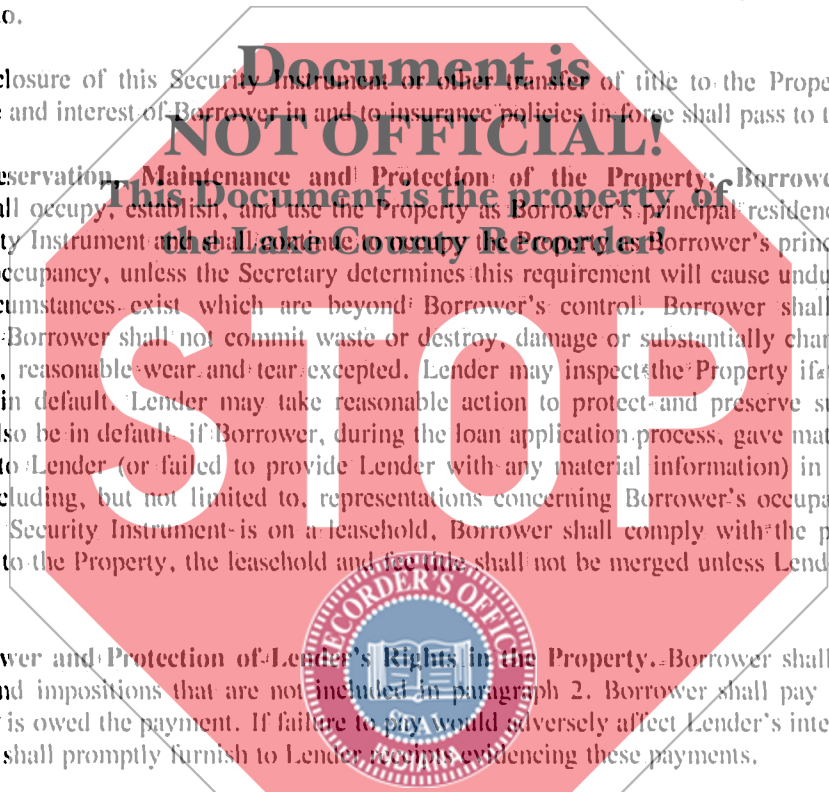 o.
closure of this Security Instrument or other transfer of title to the Prope
and interest of Borrower in and to insurance policies in force shall pass to t
eservation, Maintenance and Protection of the Property; Borrowe
all occupy, establish, and use the Property as Borrower's principal residenc
ty Instrument and shall continue to occupy the Property as Borrower's princ
ccupancy, unless the Secretary determines this requirement will cause undu
cumstances exist which are beyond Borrower's control. Borrower shall
Borrower shall not commit waste or destroy, damage or substantially chan
, reasonable wear and tear excepted. Lender may inspect the Property if
in default. Lender may take reasonable action to protect and preserve s
so be in default if Borrower, during the loan application process, gave mat
to Lender (or failed to provide Lender with any material information) in
cluding, but not limited to, representations concerning Borrower's occupa
Security Instrument is on a leasehold, Borrower shall comply with the p
to the Property, the leasehold and fee title shall not be merged unless Lend
wer and Protection of Lender's Rights in the Property. Borrower shall
nd impositions that are not included in paragraph 2. Borrower shall pay
is owed the payment. If failure to pay would adversely affect Lender's inte
shall promptly furnish to Lender receipts evidencing these payments.
Document is
NOT OFFICIAL!
This Document is the property of
the Lake County Recorder!
STOP
RECORDER'S OFFICE
SEAL
INDIANA